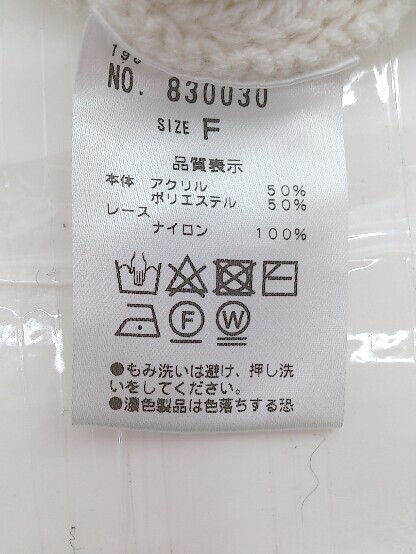 NO. 830030
SIZE F
品質表示
本体 アクリル 50%
ポリエステル 50%
レース
ナイロン 100%
F W
●もみ洗いは避け、押し洗
いをしてください。
●濃色製品は色落ちする恐